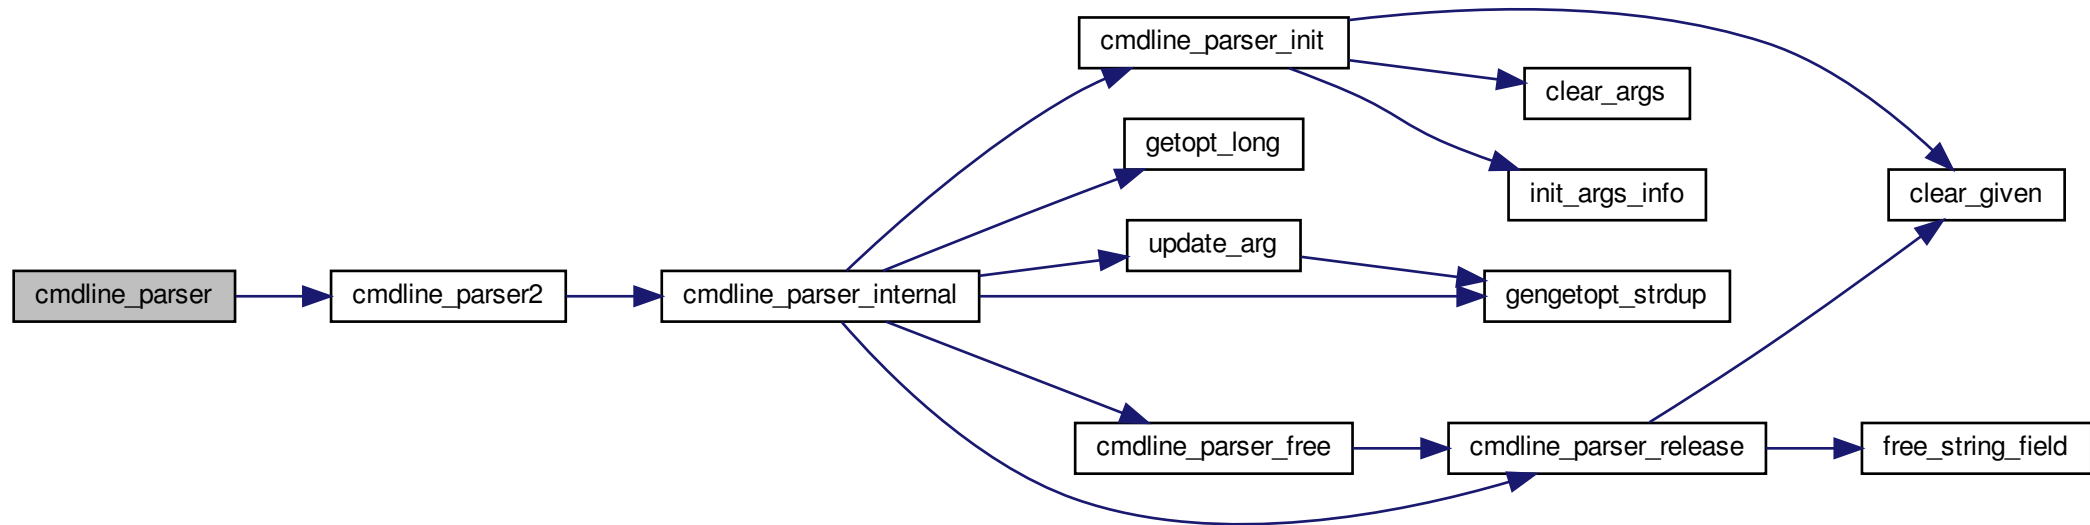 cmdline_parser
cmdline_parser2
cmdline_parser_internal
cmdline_parser_init
getopt_long
update_arg
cmdline_parser_free
clear_args
init_args_info
gengetopt_strdup
cmdline_parser_release
clear_given
free_string_field